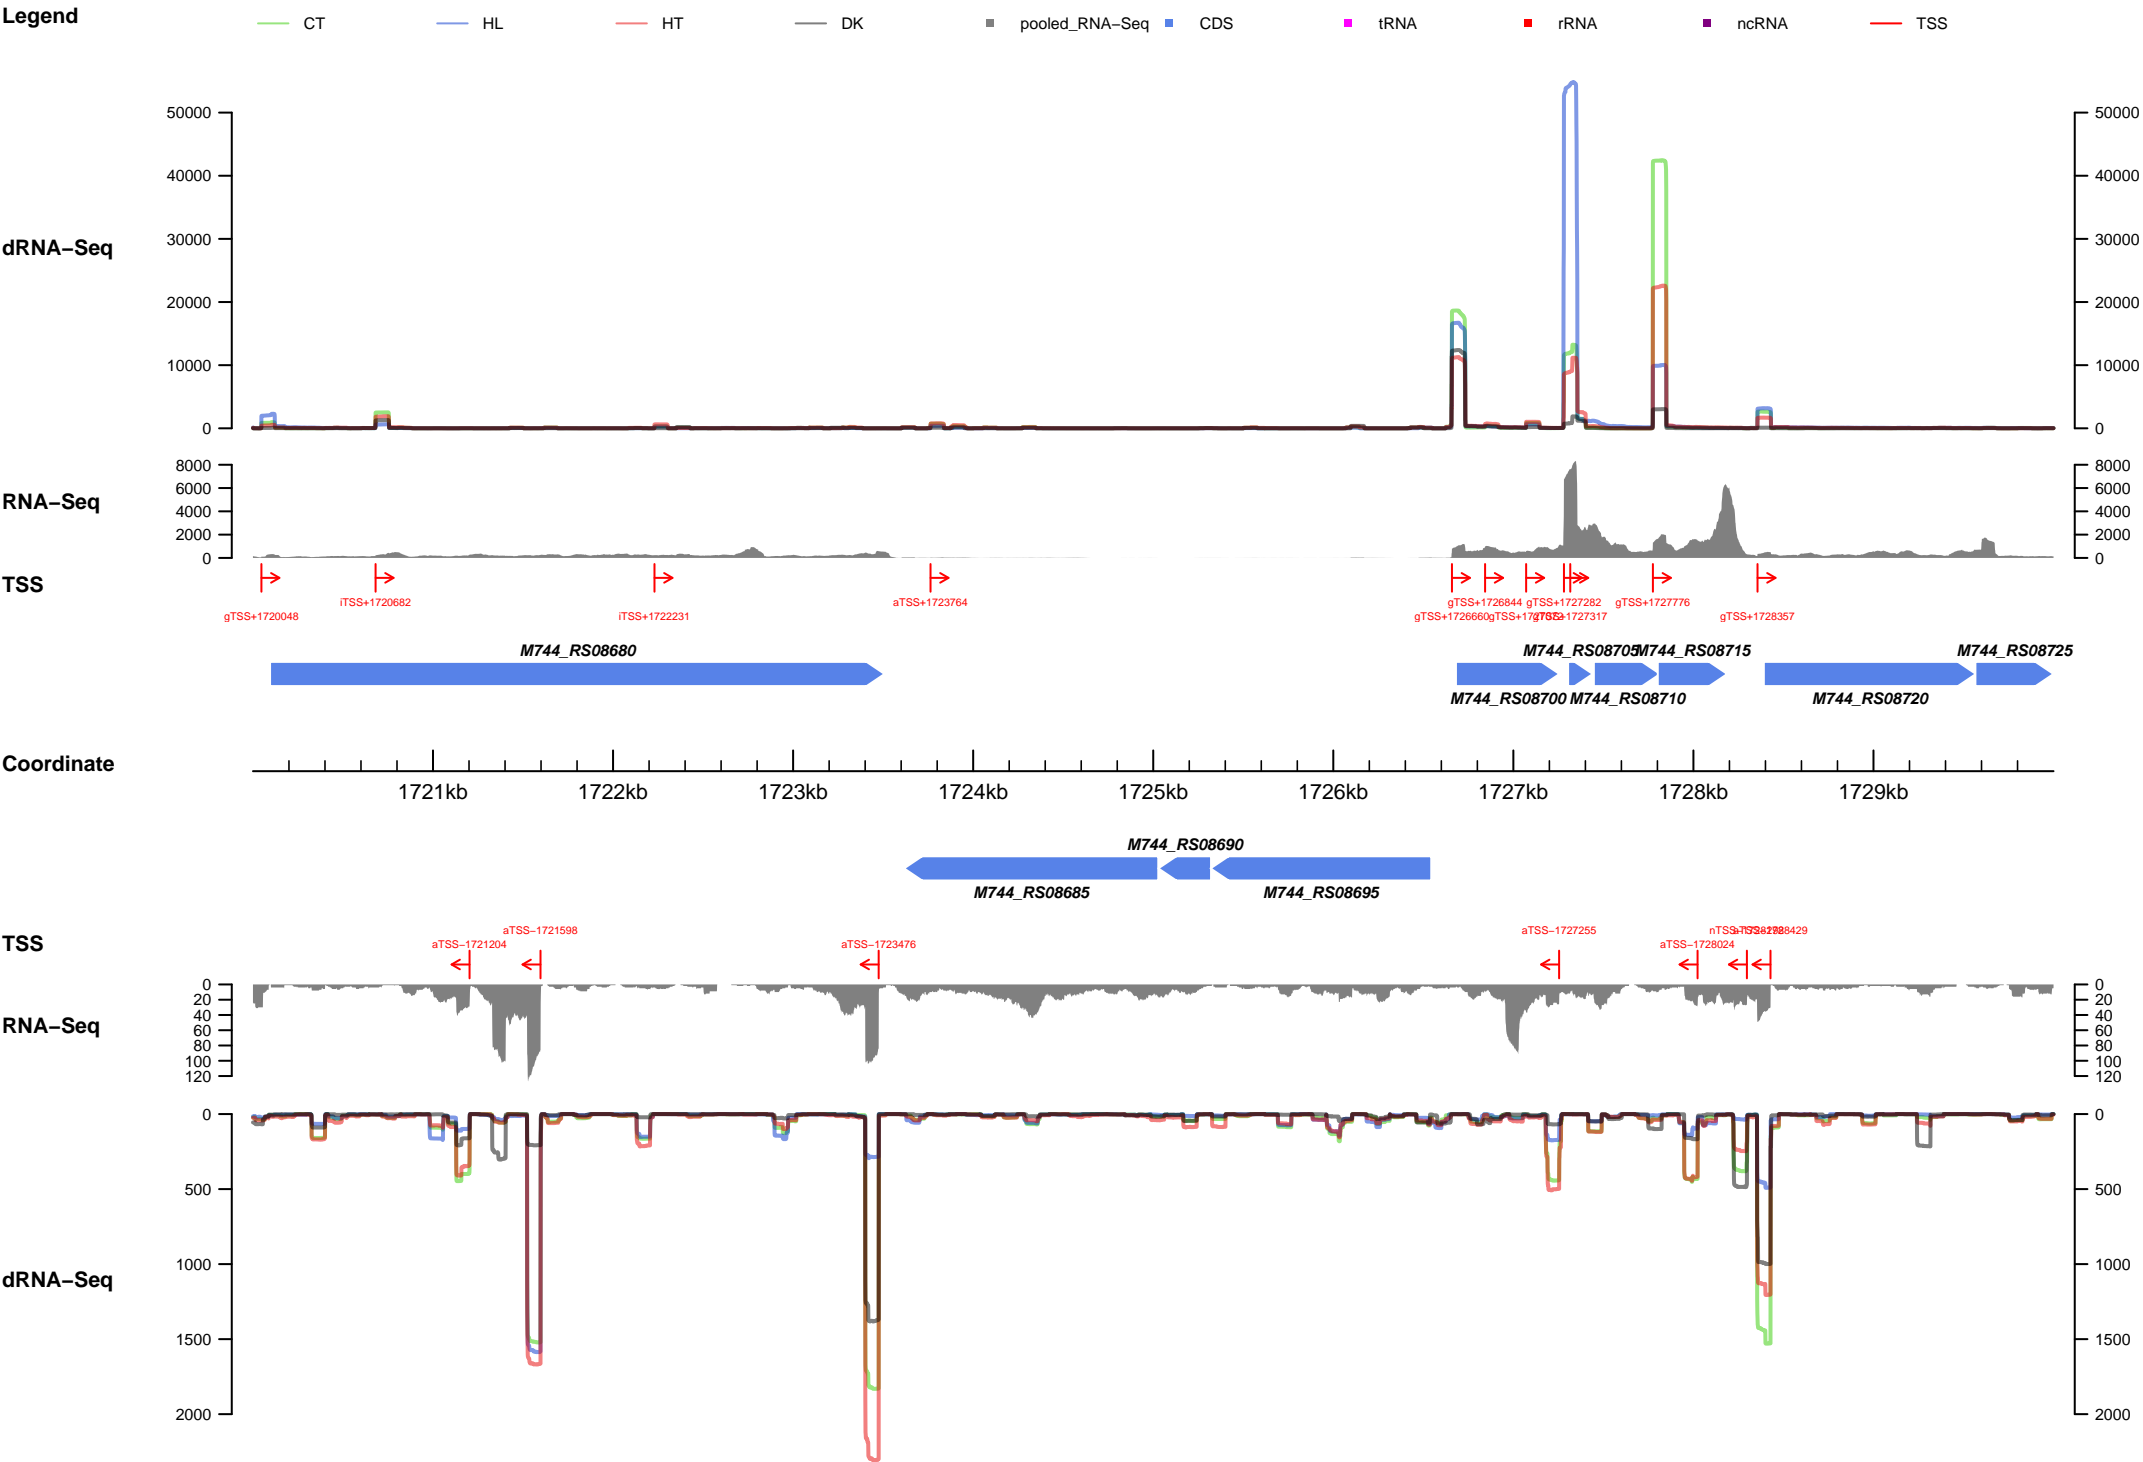 Legend
CT HL HT DK pooled_RNA−Seq CDS tRNA rRNA ncRNA TSS
50000 50000
40000 40000
30000 30000
dRNA−Seq
20000 20000
10000 10000
0 0
8000 8000
6000 6000
RNA−Seq
4000 4000
2000 2000
0 0
TSS
iTSS+1720682 aTSS+1723764 gTSS+1726844 gTSS+1727282 gTSS+1727776
gTSS+1720048 iTSS+1722231 gTSS+1726660 gTSS+1727317 gTSS+1728357
M744_RS08680 M744_RS08705 M744_RS08715 M744_RS08725
M744_RS08700 M744_RS08710 M744_RS08720
Coordinate
1721kb 1722kb 1723kb 1724kb 1725kb 1726kb 1727kb 1728kb 1729kb
M744_RS08690
M744_RS08685 M744_RS08695
TSS
aTSS−1721598 aTSS−1727255 aTSS−1728429
aTSS−1721204 aTSS−1723476 aTSS−1728024
RNA−Seq
0 0
20 20
40 40
60 60
80 80
100 100
120 120
0 0
500 500
1000 1000
dRNA−Seq
1500 1500
2000 2000